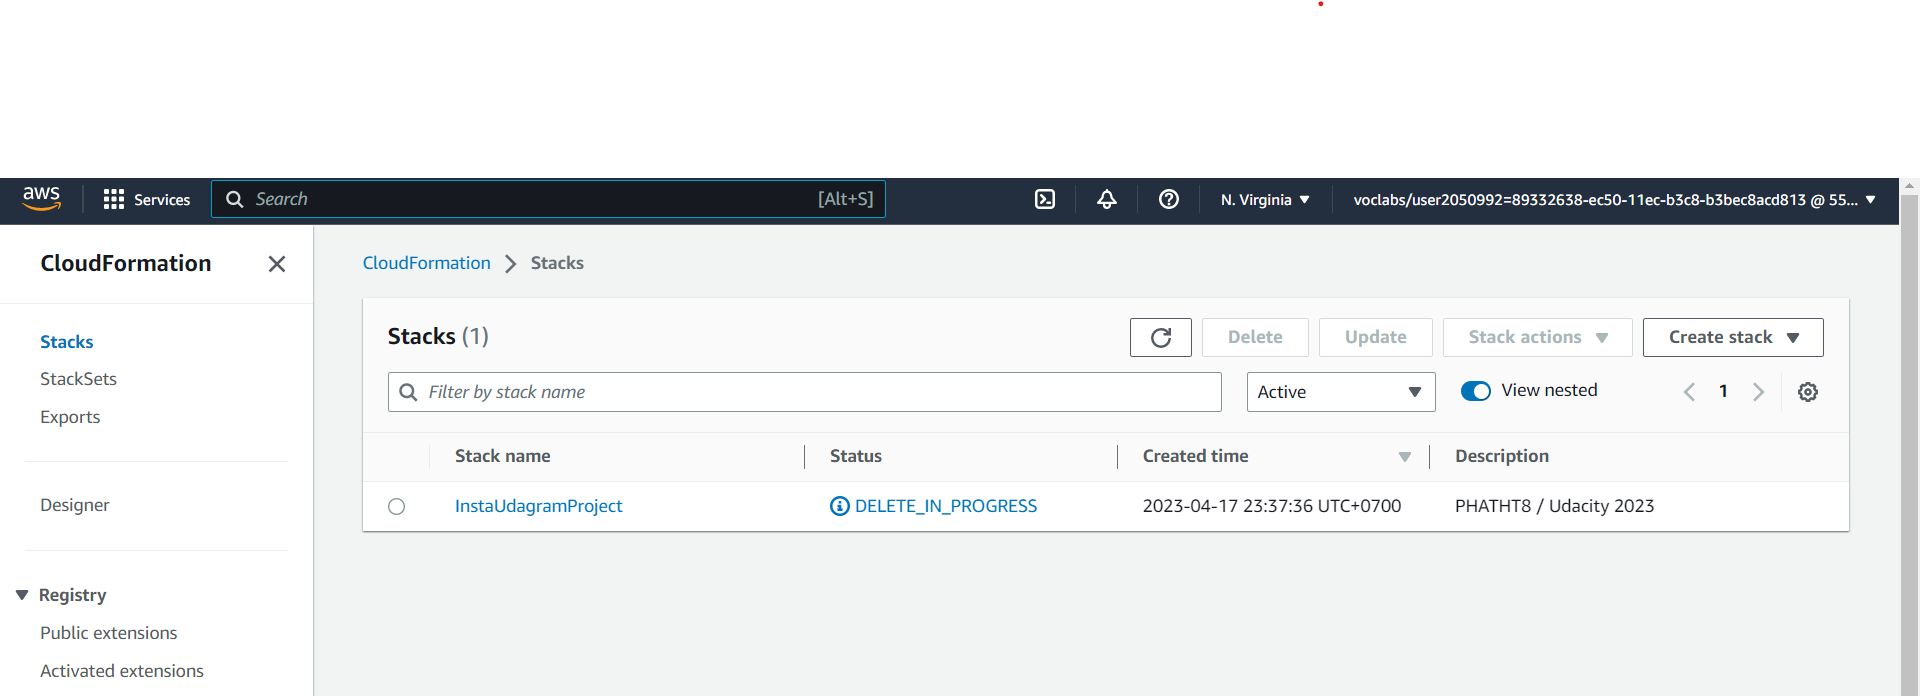 aws Services Search [Alt+S] N. Virginia voclabs/user2050992=89332638-ec50-11ec-b3c8-b3bec8acd813 @ 55...
CloudFormation
Stacks
StackSets
Exports
Designer
Registry
Public extensions
Activated extensions
CloudFormation Stacks
Stacks (1) Delete Update Stack actions Create stack
Filter by stack name Active View nested 1
Stack name Status Created time Description
InstaUdagramProject DELETE_IN_PROGRESS 2023-04-17 23:37:36 UTC+0700 PHATHT8 / Udacity 2023